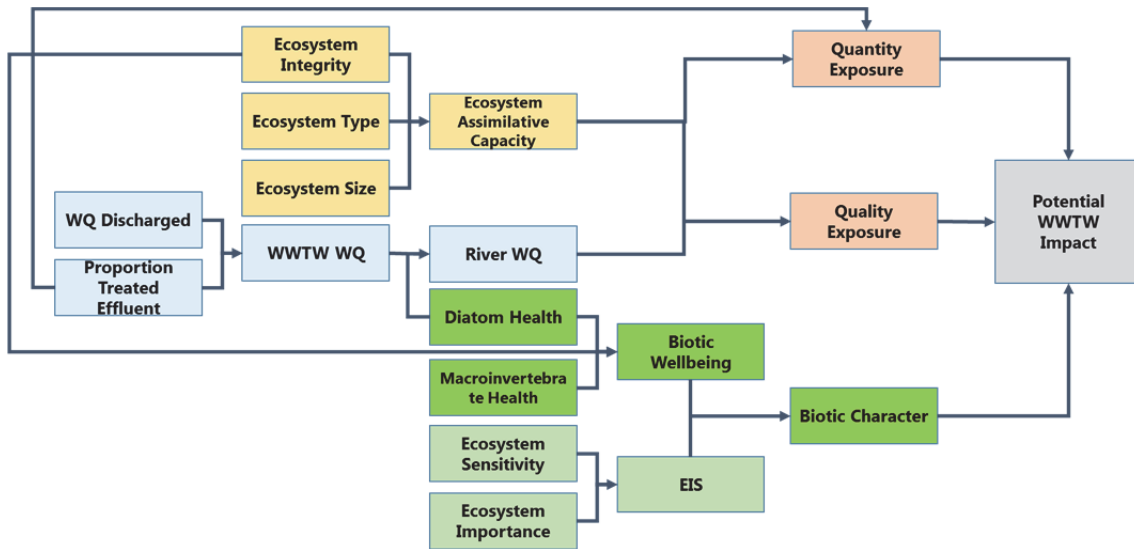 Ecosystem
Integrity
Quantity
Exposure
Ecosystem Type
Ecosystem
Assimilative
Capacity
Ecosystem Size
WQ Discharged
Quality
Exposure
Potential
WWTW
Impact
WWTW WQ
River WQ
Proportion
Treated
Effluent
Diatom Health
Biotic
Wellbeing
Macroinvertebra
te Health
Biotic Character
Ecosystem
Sensitivity
EIS
Ecosystem
Importance